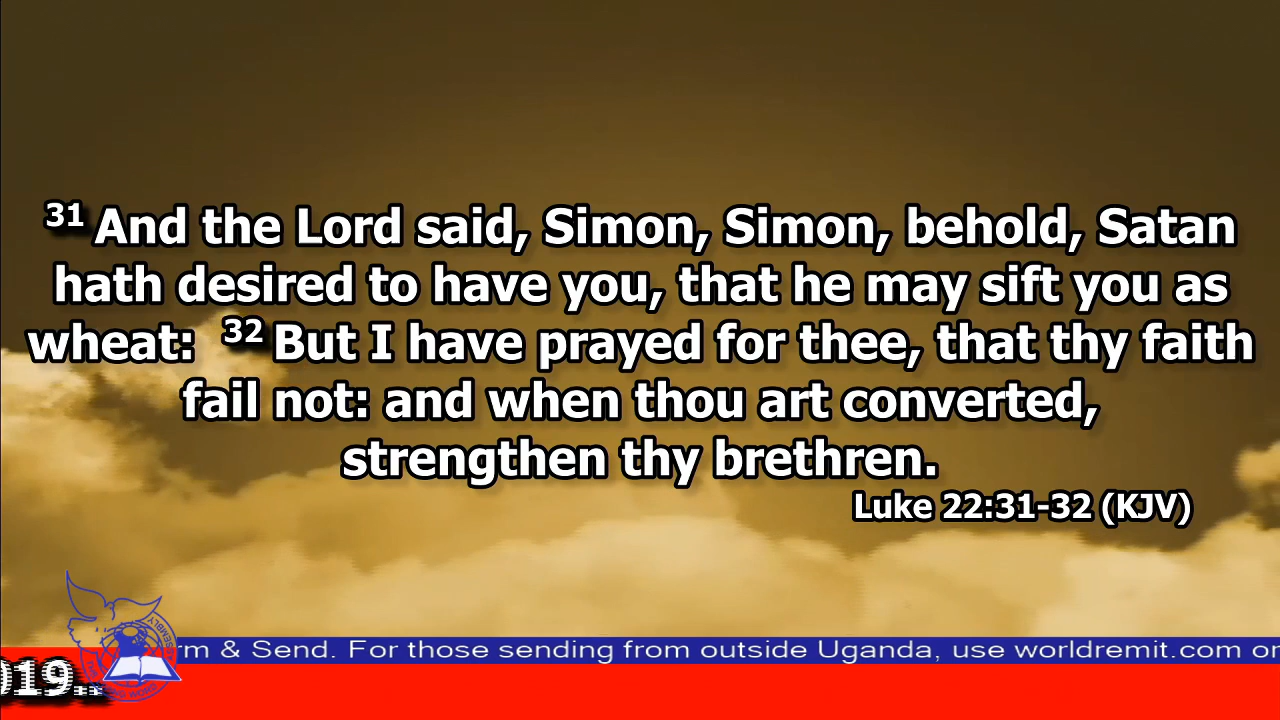 31 And the Lord said, Simon, Simon, behold, Satan
hath desired to have you, that he may sift you as
wheat: 32 But I have prayed for thee, that thy faith
fail not: and when thou art converted,
strengthen thy brethren.
Luke 22:31-32 (KJV)
rm & Send. For those sending from outside Uganda, use worldremit.com or
019..